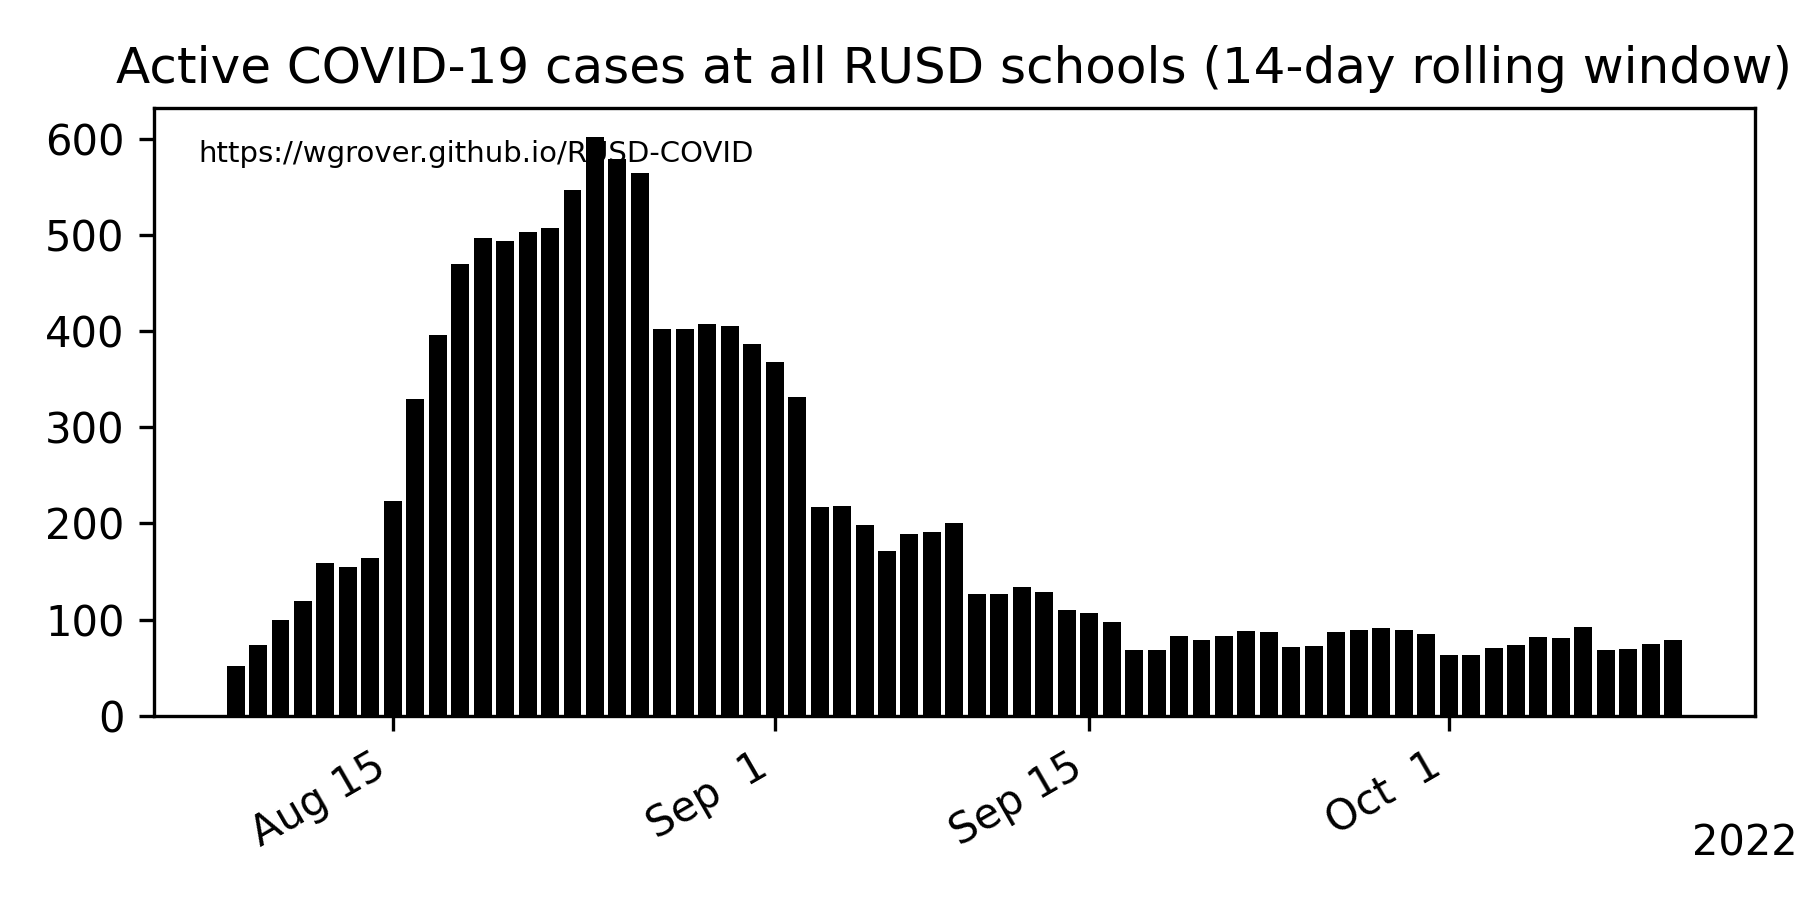 Active COVID-19 cases at all RUSD schools (14-day rolling window)
https://wgrover.github.io/RUSD-COVID
600
500
400
300
200
100
0
Aug 15
Sep 1
Sep 15
Oct 1
2022